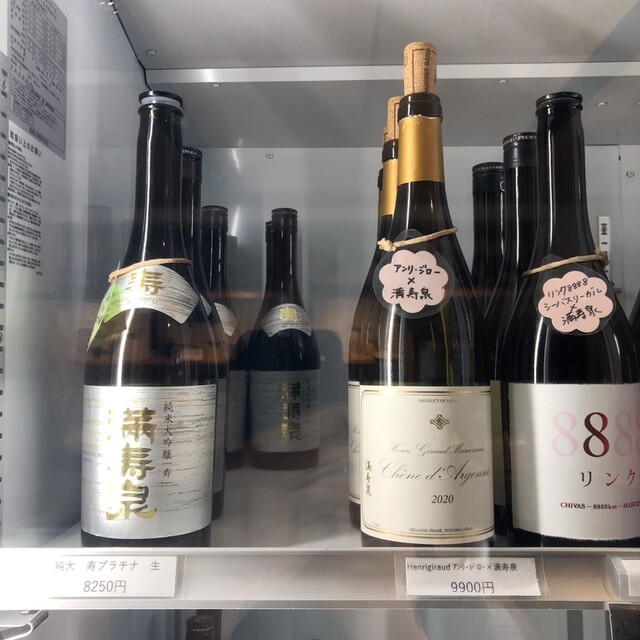 寿
純米大吟醸 寿
満寿泉
満寿泉
アンリ・ジロー
×
満寿泉
PRODUCT OF JAPAN
Henri Giraud Masuizumi
Chêne d'Argonne
満寿泉
2020
リンク8888
シーバスリーガル
満寿泉
8888
リンク
CHIVAS－8888km－
純大 寿プラチナ 生
8250円
Henrigiraud アンリ・ジロー×満寿泉
9900円